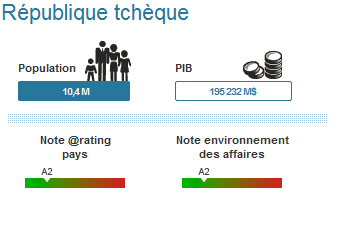 République tchèque
Population
PIB
10,4 M
195 232 M$
Note @rating
pays
Note environnement
des affaires
A2
A2